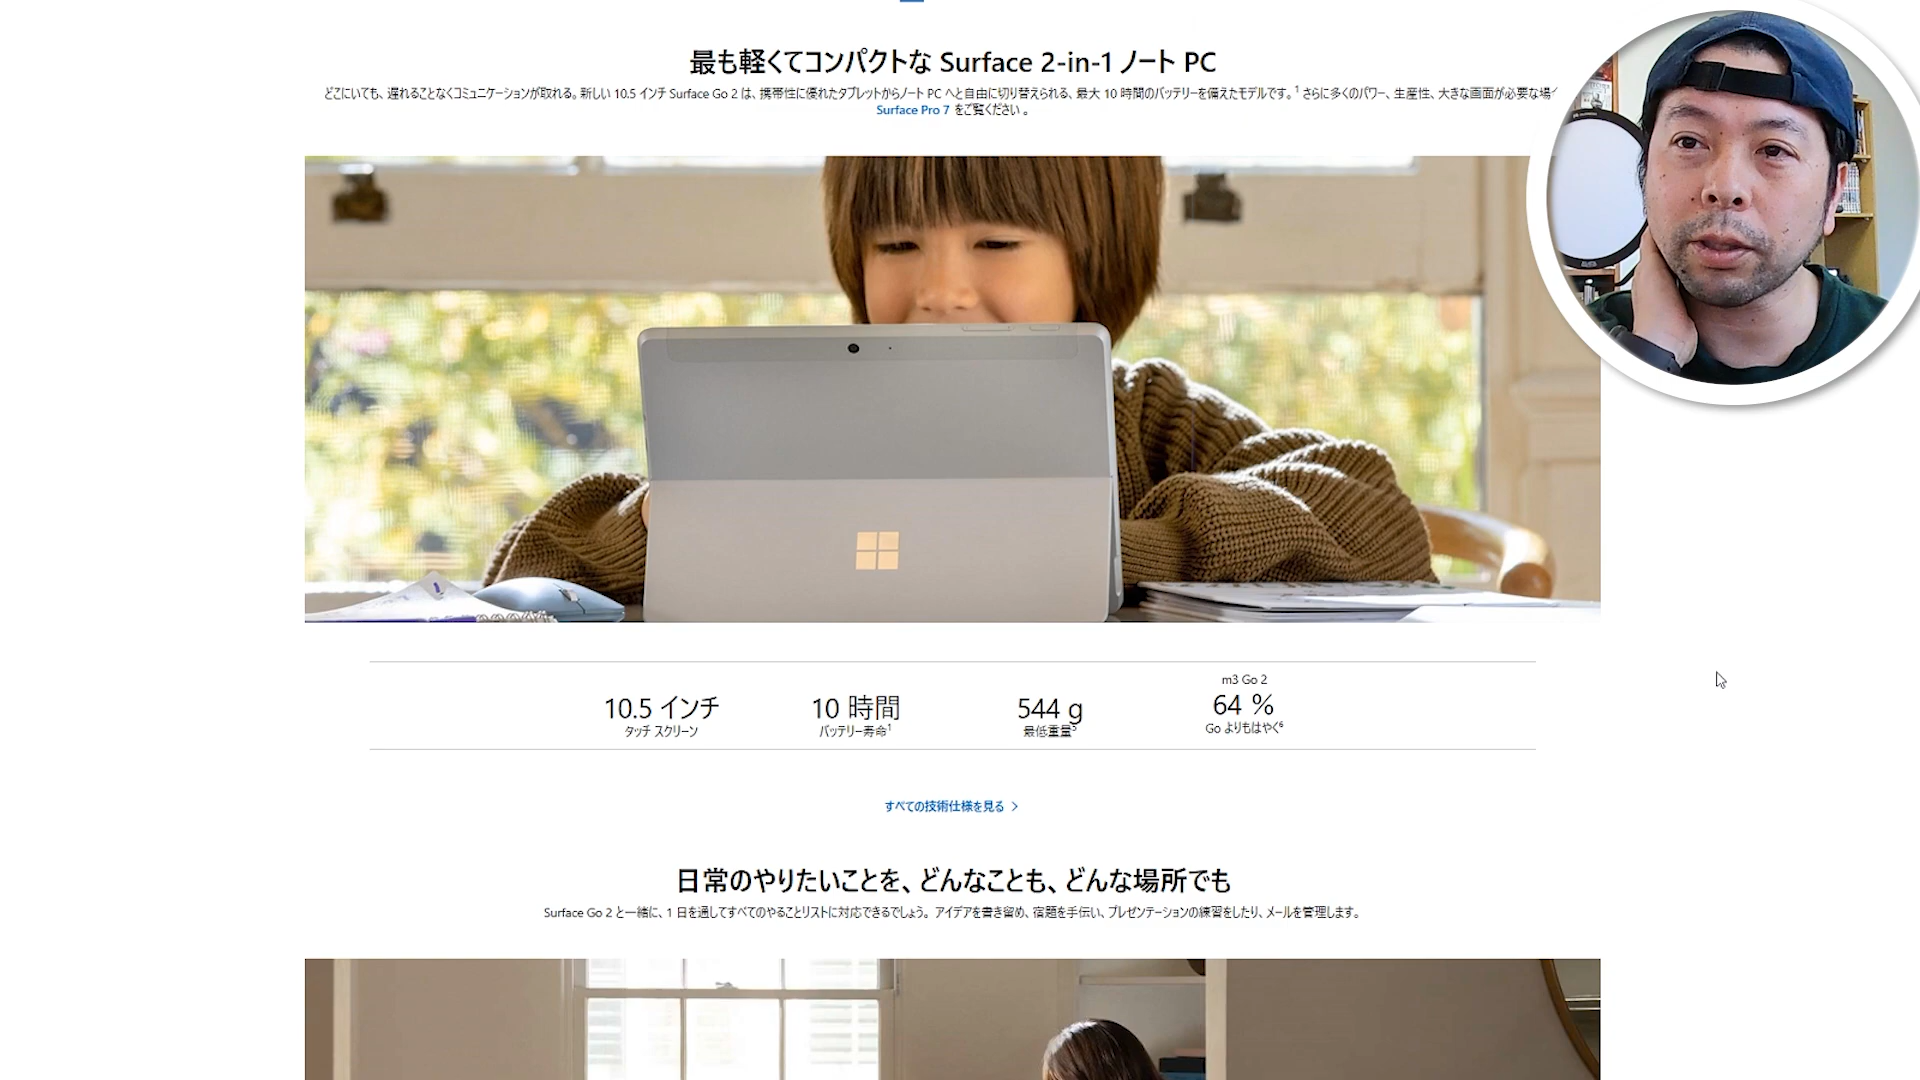 最も軽くてコンパクトな Surface 2-in-1 ノート PC
どこにいても、遅れることなくコミュニケーションが取れる。新しい 10.5 インチ Surface Go 2 は、携帯性に優れたタブレットからノート PC へと自由に切り替えられる、最大 10 時間のバッテリーを備えたモデルです。1 さらに多くのパワー、生産性、大きな画面が必要な場
Surface Pro 7 をご覧ください 。
m3 Go 2
10.5 インチ 10 時間 544 g 64 %
タッチ スクリーン バッテリー寿命1 最低重量5 Go よりもはやく6
すべての技術仕様を見る
日常のやりたいことを、どんなことも、どんな場所でも
Surface Go 2 と一緒に、1 日を通してすべてのやることリストに対応できるでしょう。 アイデアを書き留め、宿題を手伝い、プレゼンテーションの練習をしたり、メールを管理します。